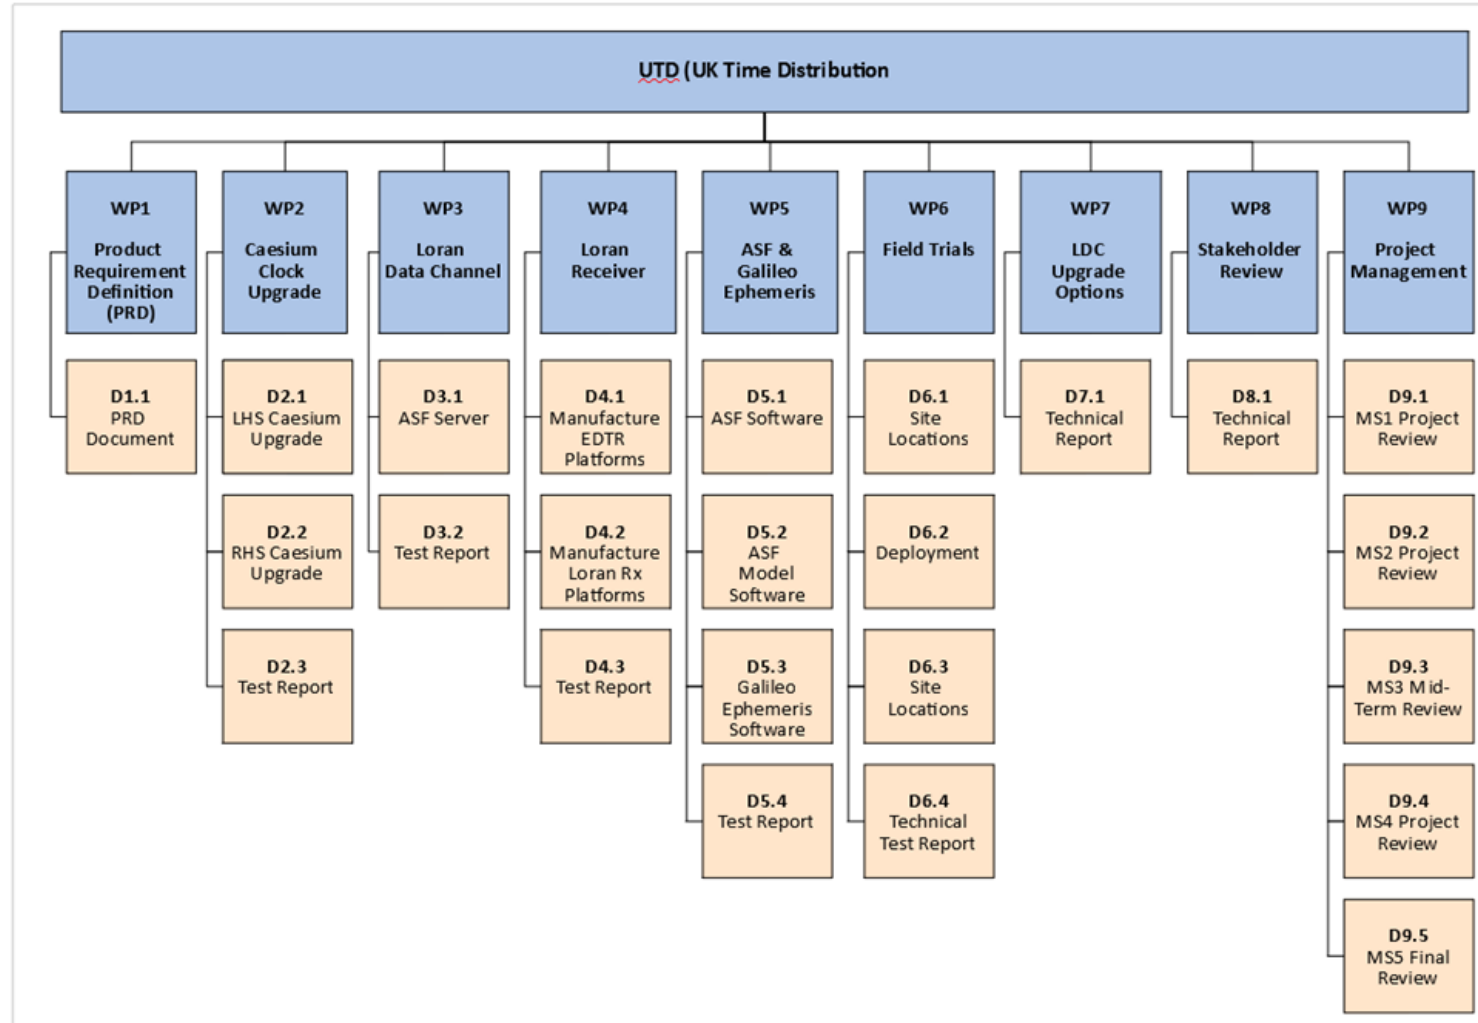 UTD (UK Time Distribution
WP1
Product
Requirement
Definition
(PRD)
WP2
Caesium
Clock
Upgrade
WP3
Loran
Data Channel
WP4
Loran
Receiver
WP5
ASF &
Galileo
Ephemeris
WP6
Field Trials
WP7
LDC
Upgrade
Options
WP8
Stakeholder
Review
WP9
Project
Management
D1.1
PRD
Document
D2.1
LHS Caesium
Upgrade
D3.1
ASF Server
D4.1
Manufacture
EDTR
Platforms
D5.1
ASF Software
D6.1
Site
Locations
D7.1
Technical
Report
D8.1
Technical
Report
D9.1
MS1 Project
Review
D2.2
RHS Caesium
Upgrade
D3.2
Test Report
D4.2
Manufacture
Loran Rx
Platforms
D5.2
ASF
Model
Software
D6.2
Deployment
D9.2
MS2 Project
Review
D2.3
Test Report
D4.3
Test Report
D5.3
Galileo
Ephemeris
Software
D6.3
Site
Locations
D9.3
MS3 Mid-
Term Review
D5.4
Test Report
D6.4
Technical
Test Report
D9.4
MS4 Project
Review
D9.5
MS5 Final
Review